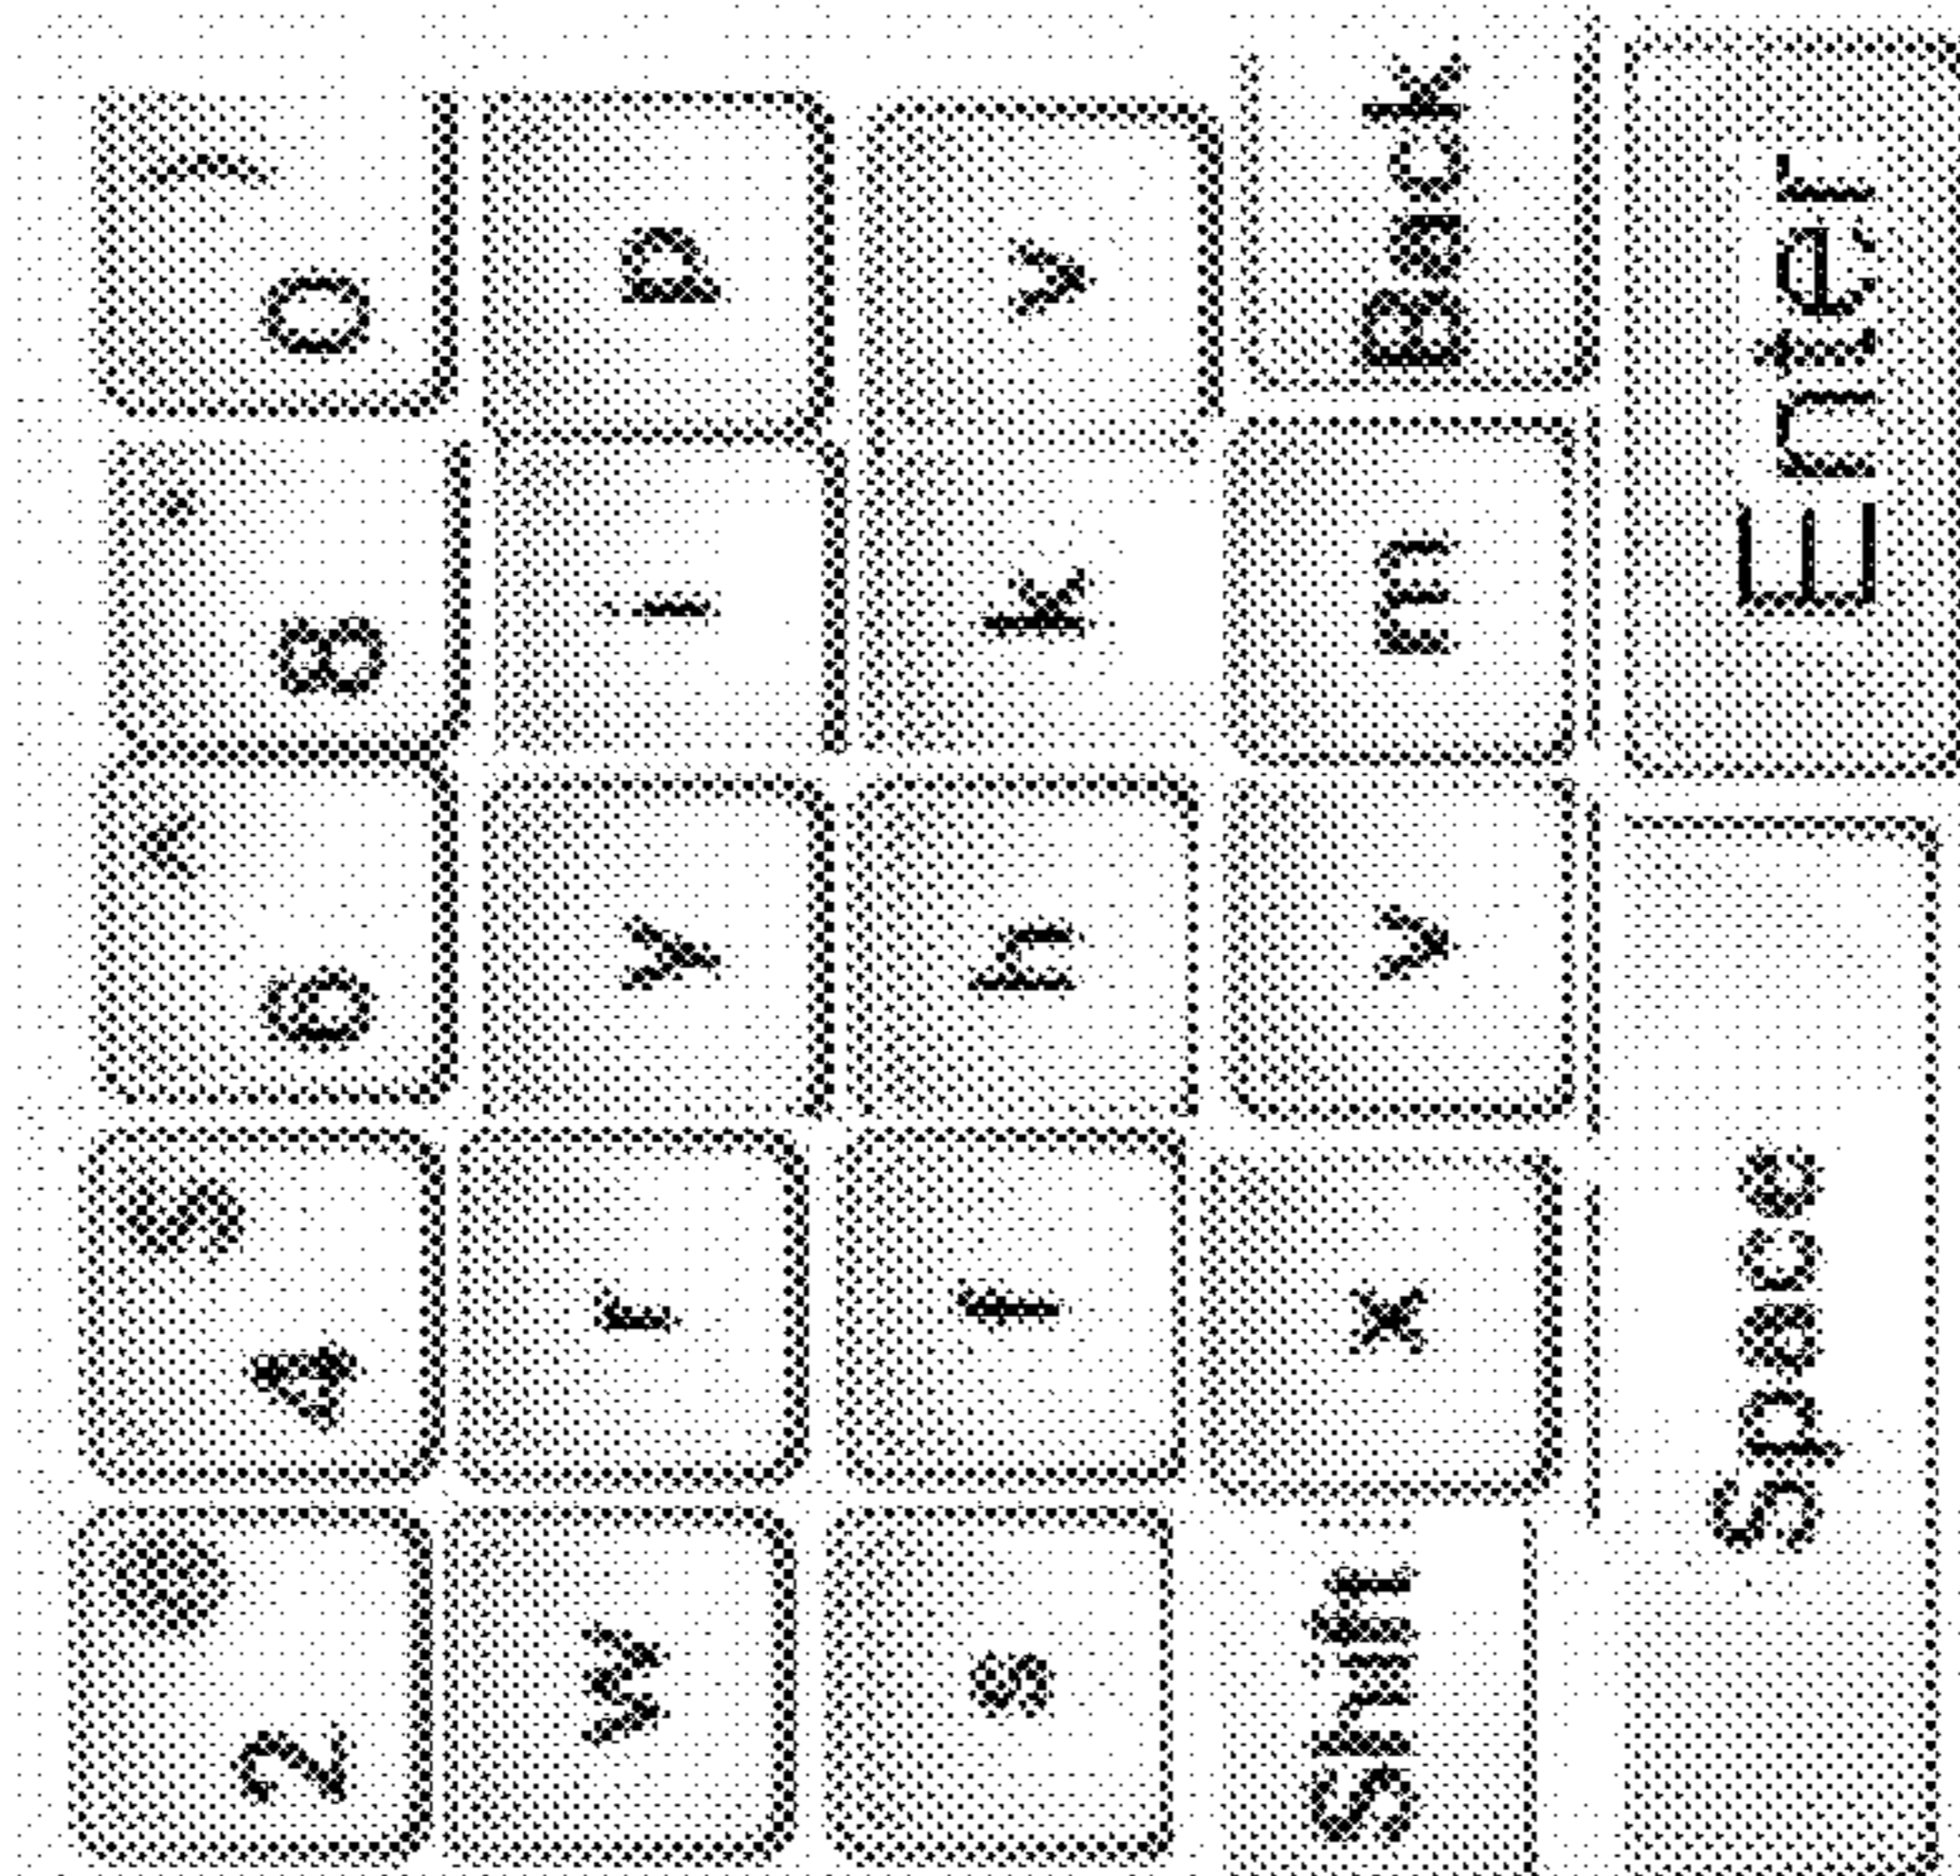 $ ^ * )
2 4 6 8 0
w r y i p
s f h k v
Shift x v m Back
Space Enter